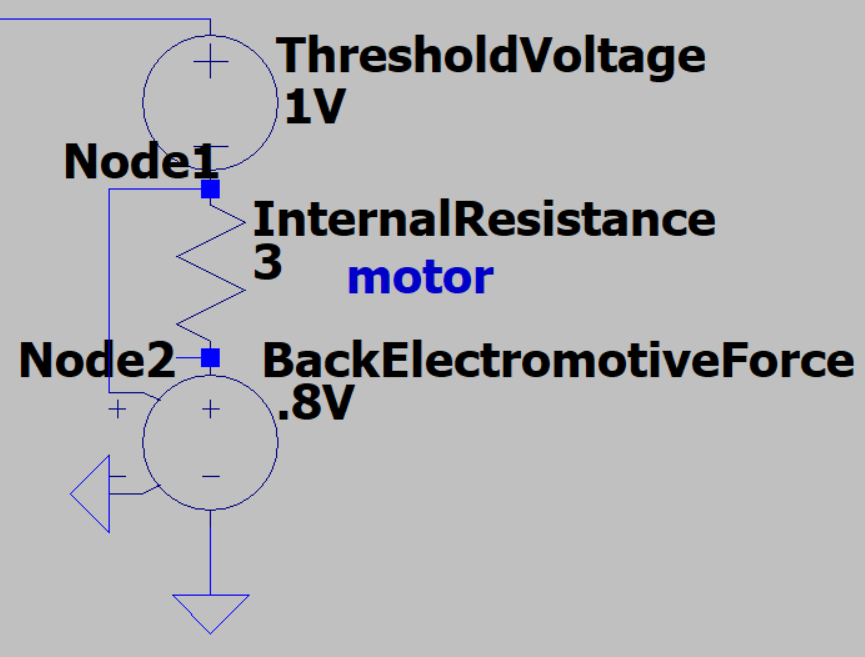 ThresholdVoltage
1V
Node1
InternalResistance
3
motor
Node2
BackElectromotiveForce
.8V